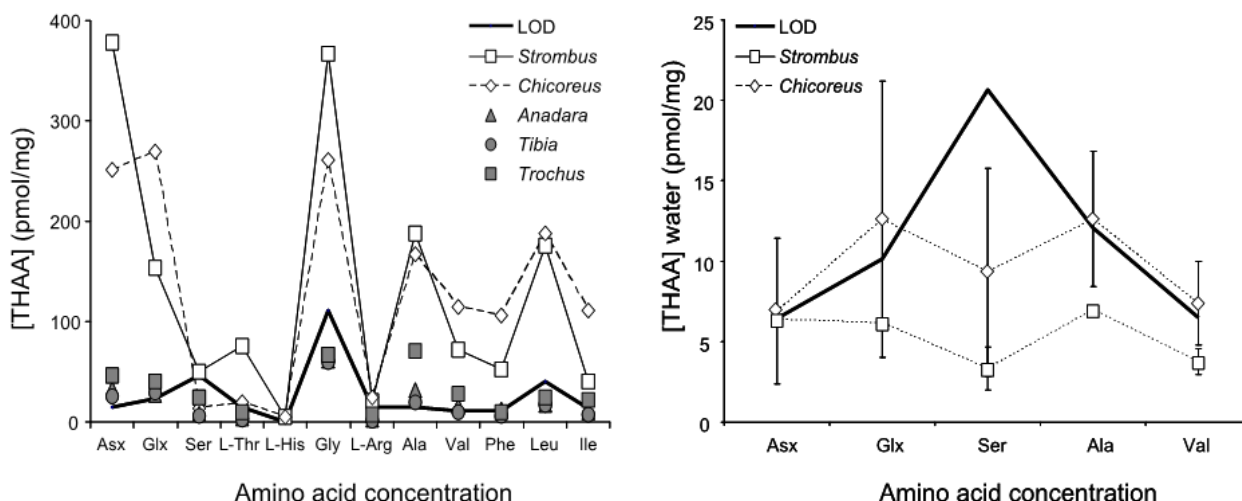 400
300
200
100
0
[THAA] (pmol/mg)
LOD
Strombus
Chicoreus
Anadara
Tibia
Trochus
Asx Glx Ser L-Thr L-His Gly L-Arg Ala Val Phe Leu Ile
Amino acid concentration
25
20
15
10
5
0
[THAA] water (pmol/mg)
LOD
Strombus
Chicoreus
Asx Glx Ser Ala Val
Amino acid concentration